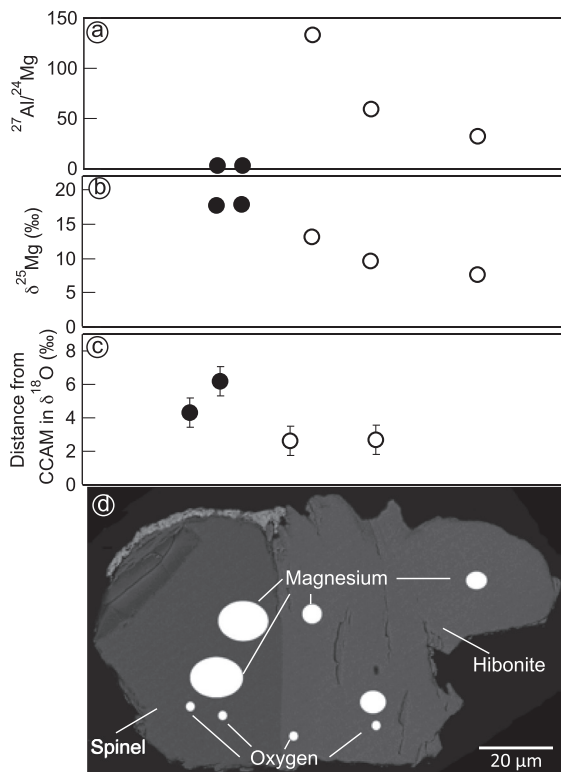 ⓐ
150
100
50
0
²⁷Al/²⁴Mg
ⓑ
20
15
10
5
0
δ²⁵Mg (‰)
ⓒ
8
6
4
2
0
Distance from
CCAM in δ¹⁸O (‰)
ⓓ
Magnesium
Hibonite
Spinel
Oxygen
20 μm